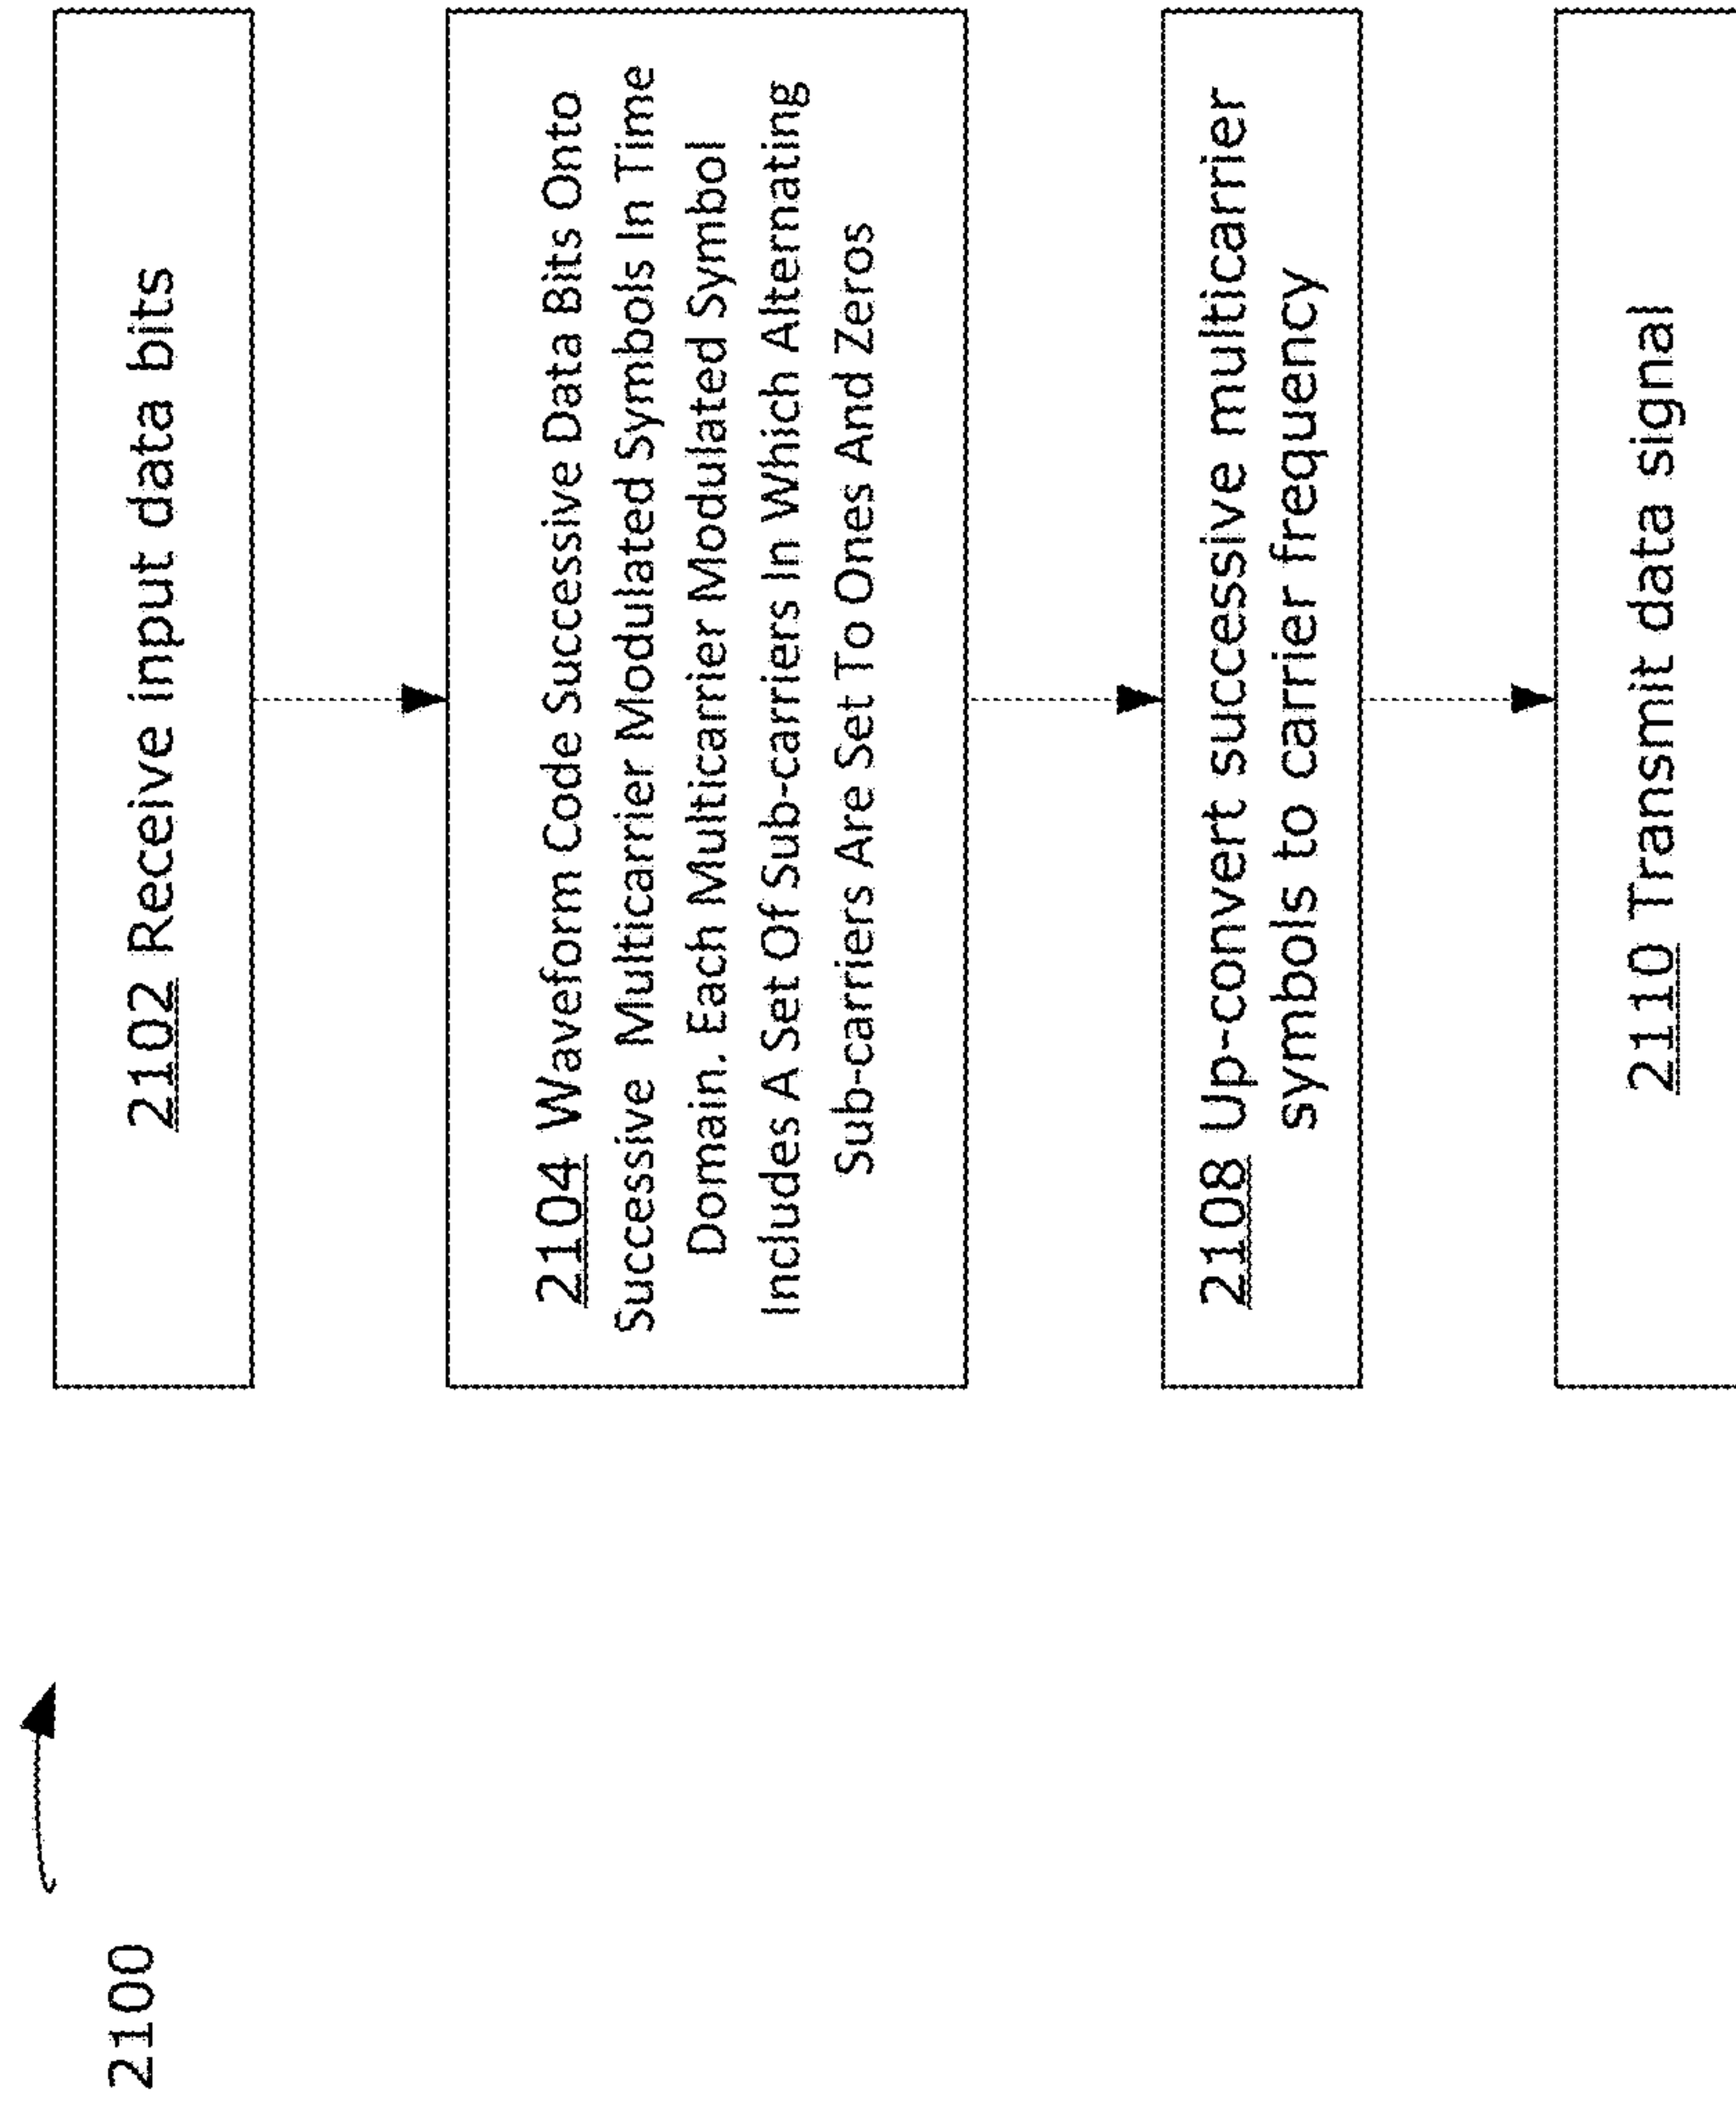 2100
2102 Receive input data bits
2104 Waveform Code Successive Data Bits Onto
Successive Multicarrier Modulated Symbols In Time
Domain. Each Multicarrier Modulated Symbol
Includes A Set Of Sub-carriers In Which Alternating
Sub-carriers Are Set To Ones And Zeros
2108 Up-convert successive multicarrier
symbols to carrier frequency
2110 Transmit data signal